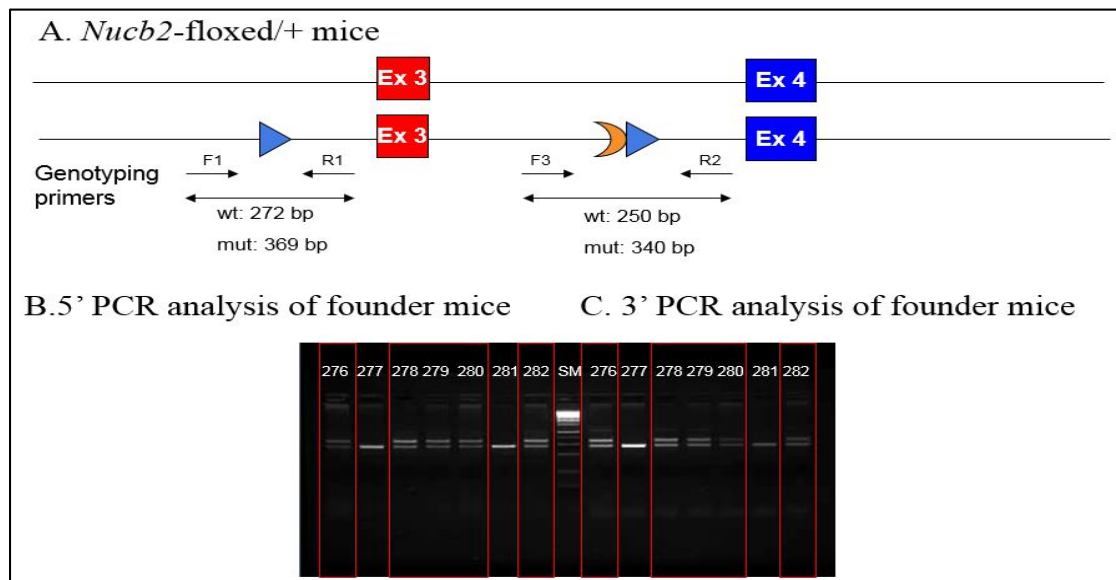 A. Nucb2-floxed/+ mice
Ex 3
Ex 4
Ex 3
Ex 4
Genotyping primers
F1
R1
F3
R2
wt: 272 bp
mut: 369 bp
wt: 250 bp
mut: 340 bp
B.5’ PCR analysis of founder mice
C. 3’ PCR analysis of founder mice
276 277 278 279 280 281 282 SM 276 277 278 279 280 281 282